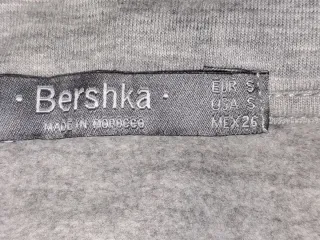 · Bershka ·
MADE IN MOROCCO
EUR S
USA S
MEX 26